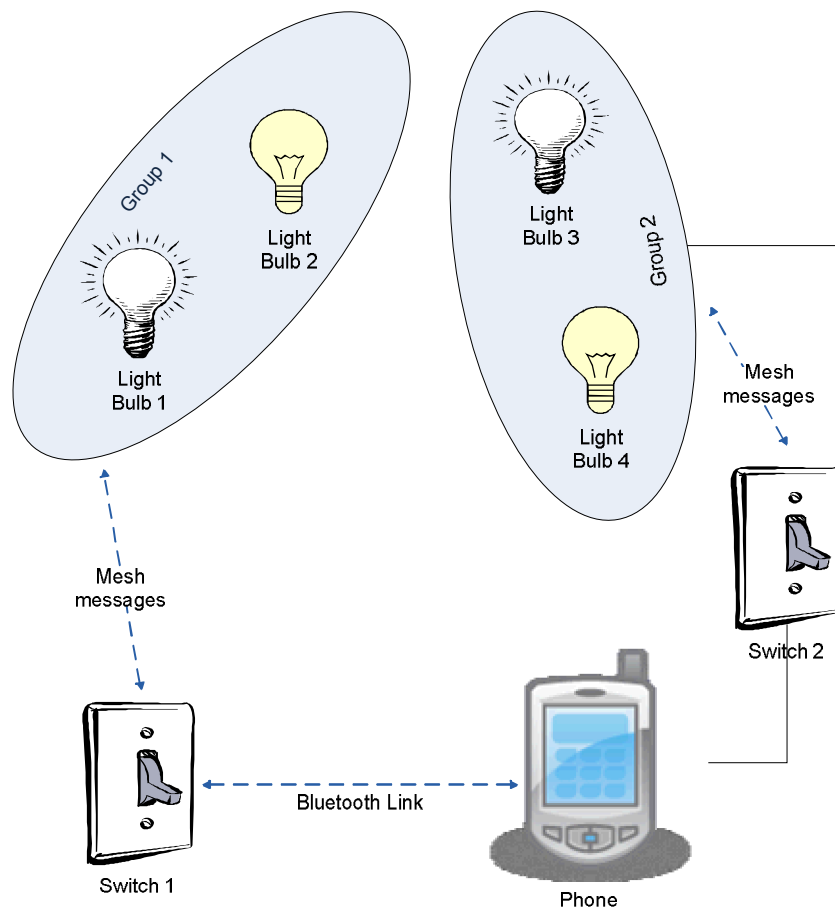 Group 1
Light
Bulb 2
Light
Bulb 1
Light
Bulb 3
Group 2
Light
Bulb 4
Mesh
messages
Mesh
messages
Switch 2
Bluetooth Link
Switch 1
Phone